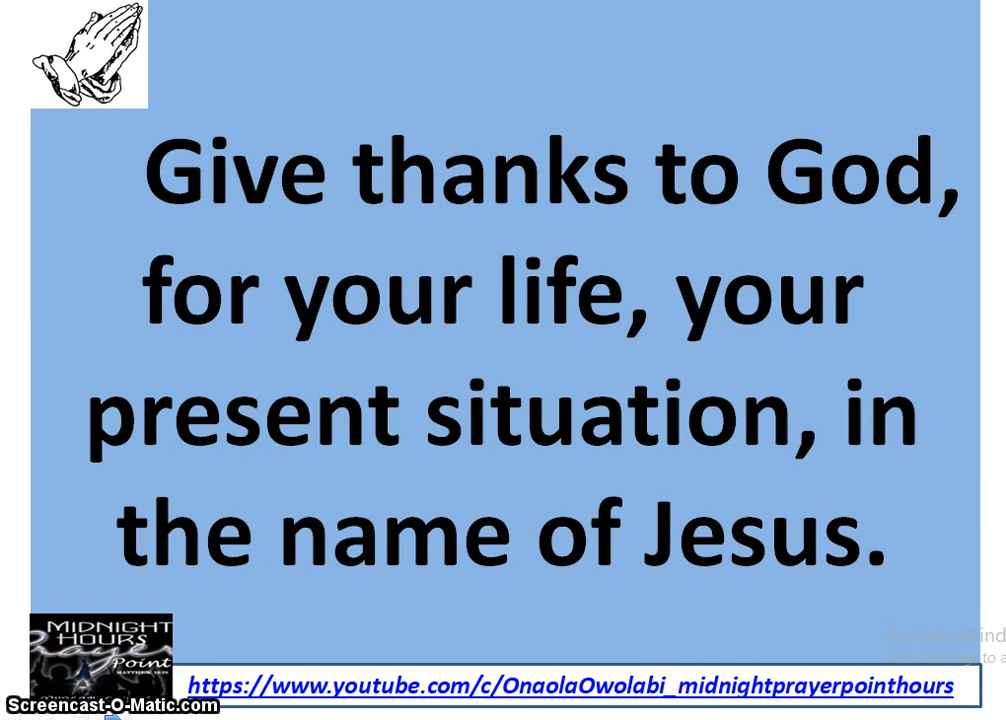 Give thanks to God,
for your life, your
present situation, in
the name of Jesus.
MIDNIGHT
HOURS
Prayer
Point
https://www.youtube.com/c/OnaolaOwolabi_midnightprayerpointhours
Screencast-O-Matic.com